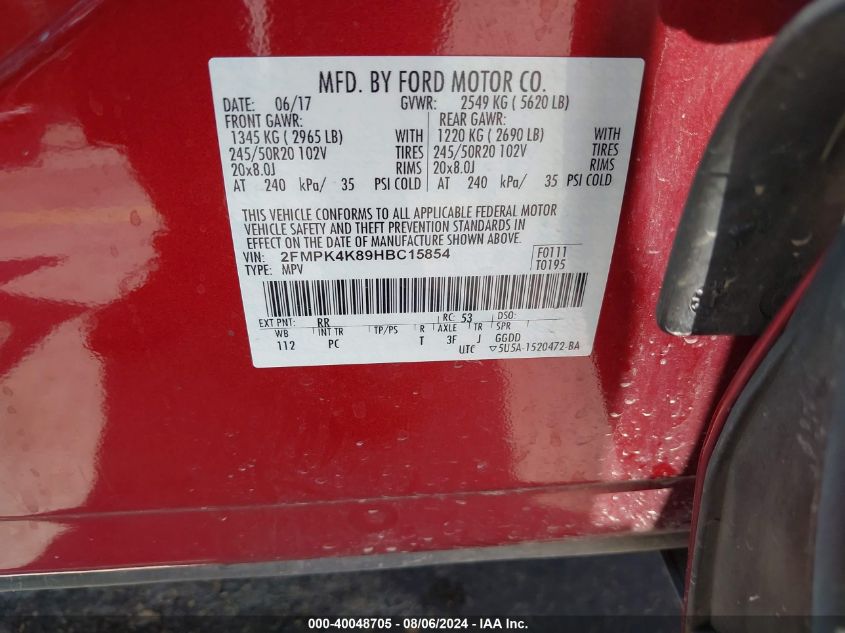 MFD. BY FORD MOTOR CO.
DATE: 06/17 GVWR: 2549 KG ( 5620 LB)
FRONT GAWR: REAR GAWR:
1345 KG ( 2965 LB) WITH 1220 KG ( 2690 LB) WITH
245/50R20 102V TIRES 245/50R20 102V TIRES
20x8.0J RIMS 20x8.0J RIMS
AT 240 kPa/ 35 PSI COLD AT 240 kPa/ 35 PSI COLD
THIS VEHICLE CONFORMS TO ALL APPLICABLE FEDERAL MOTOR
VEHICLE SAFETY AND THEFT PREVENTION STANDARDS IN
EFFECT ON THE DATE OF MANUFACTURE SHOWN ABOVE.
VIN: 2FMPK4K89HBC15854 F0111
TYPE: MPV T0195
EXT PNT: RR RC: 53 DSO:
WB INT TR TP/PS R AXLE TR SPR
112 PC T 3F J GGDD
UTC ▽5USA-1520472-BA
000-40048705 - 08/06/2024 - IAA Inc.